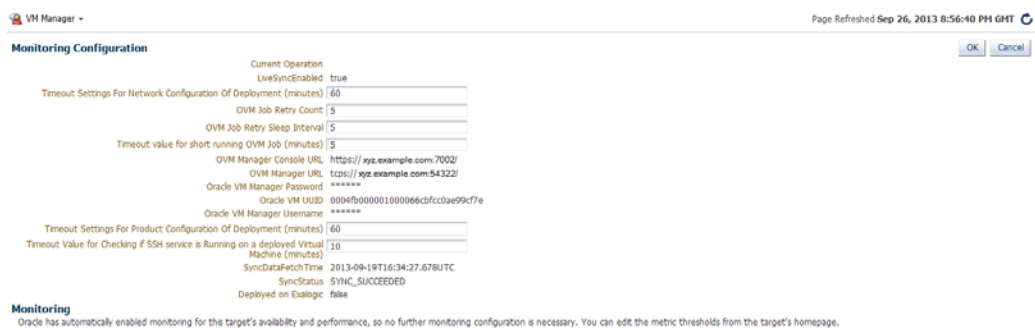 VM Manager
Page Refreshed Sep 26, 2013 8:56:40 PM GMT
Monitoring Configuration
OK Cancel
Current Operation
LiveSyncEnabled true
Timeout Settings For Network Configuration Of Deployment (minutes) 60
OVM Job Retry Count 5
OVM Job Retry Sleep Interval 5
Timeout value for short running OVM Job (minutes) 5
OVM Manager Console URL https://xyz.example.com:7002/
OVM Manager URL tcps://xyz.example.com:54322/
Oracle VM Manager Password ******
Oracle VM UUID 0004fb000001000066cbfcc0ae99cf7e
Oracle VM Manager Username ******
Timeout Settings For Product Configuration Of Deployment (minutes) 60
Timeout Value for Checking if SSH service is Running on a deployed Virtual 10
Machine (minutes)
SyncDataFetchTime 2013-09-19T16:34:27.678UTC
SyncStatus SYNC_SUCCEEDED
Deployed on Exalogic false
Monitoring
Oracle has automatically enabled monitoring for this target's availability and performance, so no further monitoring configuration is necessary. You can edit the metric thresholds from the target's homepage.